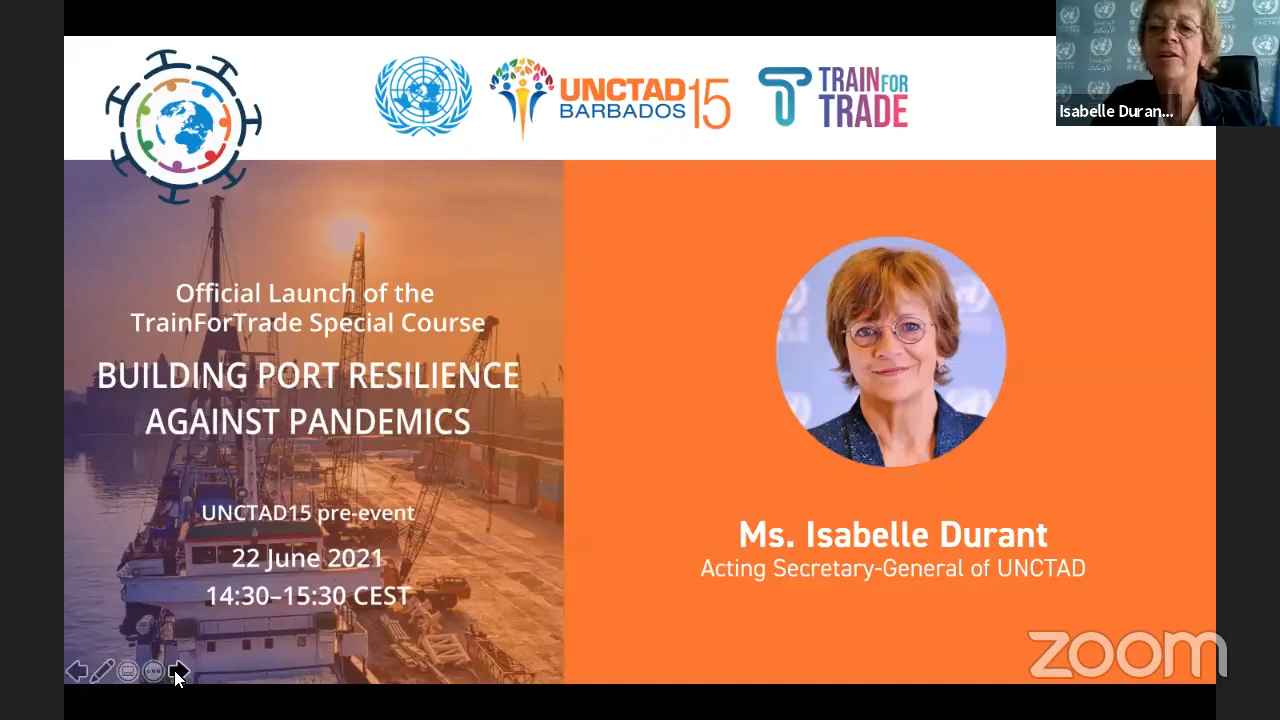 UNCTAD
BARBADOS
15
TRAIN FOR
TRADE
Isabelle Duran...
Official Launch of the
TrainForTrade Special Course
BUILDING PORT RESILIENCE
AGAINST PANDEMICS
UNCTAD15 pre-event
22 June 2021
14:30–15:30 CEST
Ms. Isabelle Durant
Acting Secretary-General of UNCTAD
zoom